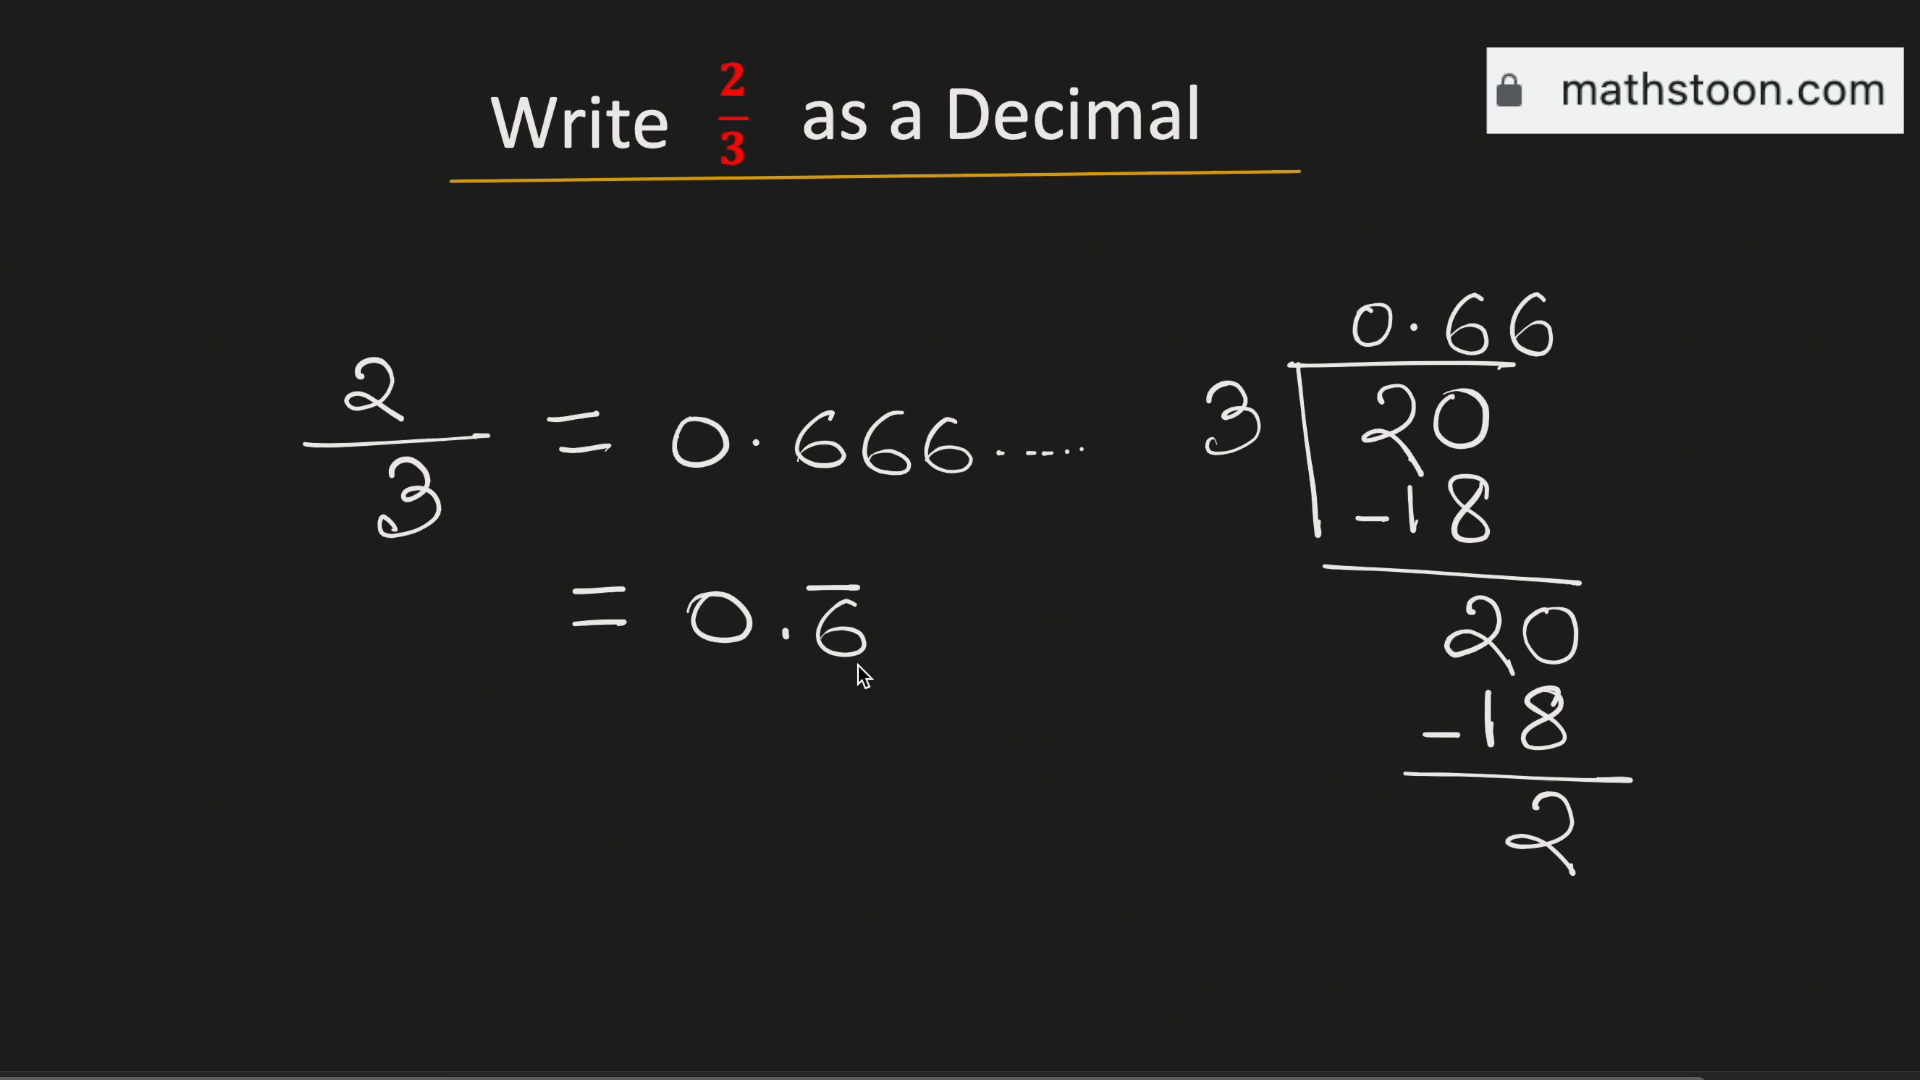 Write 2/3 as a Decimal
mathstoon.com
2/3 = 0.666.....
= 0.6̅
0.66
3 20
-18
20
-18
2